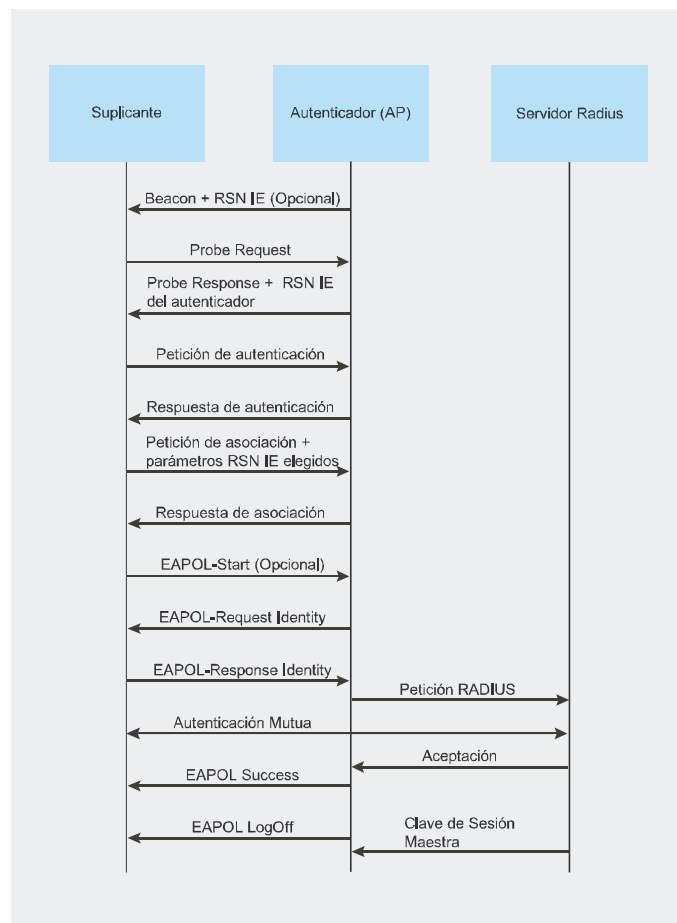 Suplicante
Autenticador (AP)
Servidor Radius
Beacon + RSN IE (Opcional)
Probe Request
Probe Response + RSN IE
del autenticador
Petición de autenticación
Respuesta de autenticación
Petición de asociación +
parámetros RSN IE elegidos
Respuesta de asociación
EAPOL-Start (Opcional)
EAPOL-Request Identity
EAPOL-Response Identity
Petición RADIUS
Autenticación Mutua
Aceptación
EAPOL Success
EAPOL LogOff
Clave de Sesión
Maestra